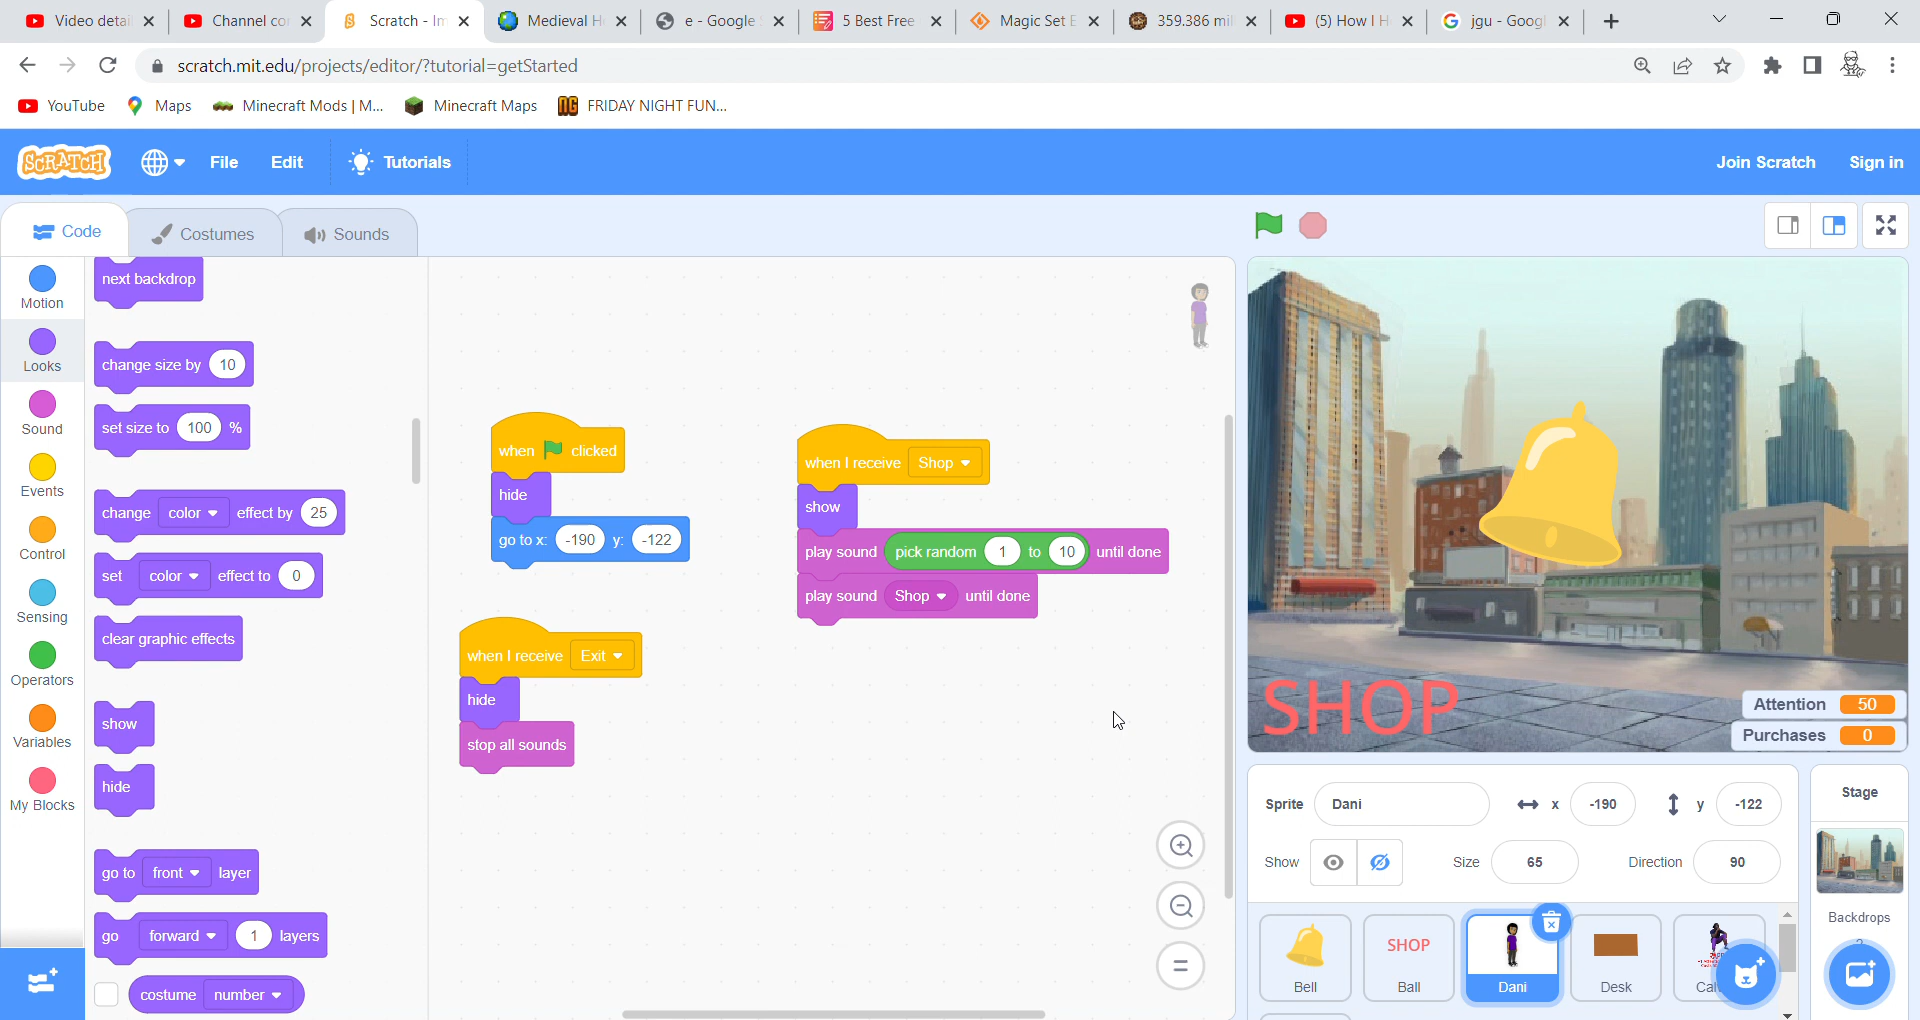 Video detai
Channel co
Scratch - Im
Medieval H
e - Google
5 Best Free
Magic Set E
359.386 mil
(5) How I H
jgu - Googl
scratch.mit.edu/projects/editor/?tutorial=getStarted
YouTube
Maps
Minecraft Mods | M...
Minecraft Maps
FRIDAY NIGHT FUN...
SCRATCH
File
Edit
Tutorials
Join Scratch
Sign in
Code
Costumes
Sounds
Motion
Looks
Sound
Events
Control
Sensing
Operators
Variables
My Blocks
next backdrop
change size by 10
set size to 100 %
change color effect by 25
set color effect to 0
clear graphic effects
show
hide
go to front layer
go forward 1 layers
costume number
when clicked
hide
go to x: -190 y: -122
when I receive Exit
hide
stop all sounds
when I receive Shop
show
play sound pick random 1 to 10 until done
play sound Shop until done
SHOP
Attention 50
Purchases 0
Sprite Dani x -190 y -122
Show Size 65 Direction 90
Stage
Backdrops
SHOP
Bell
Ball
Dani
Desk